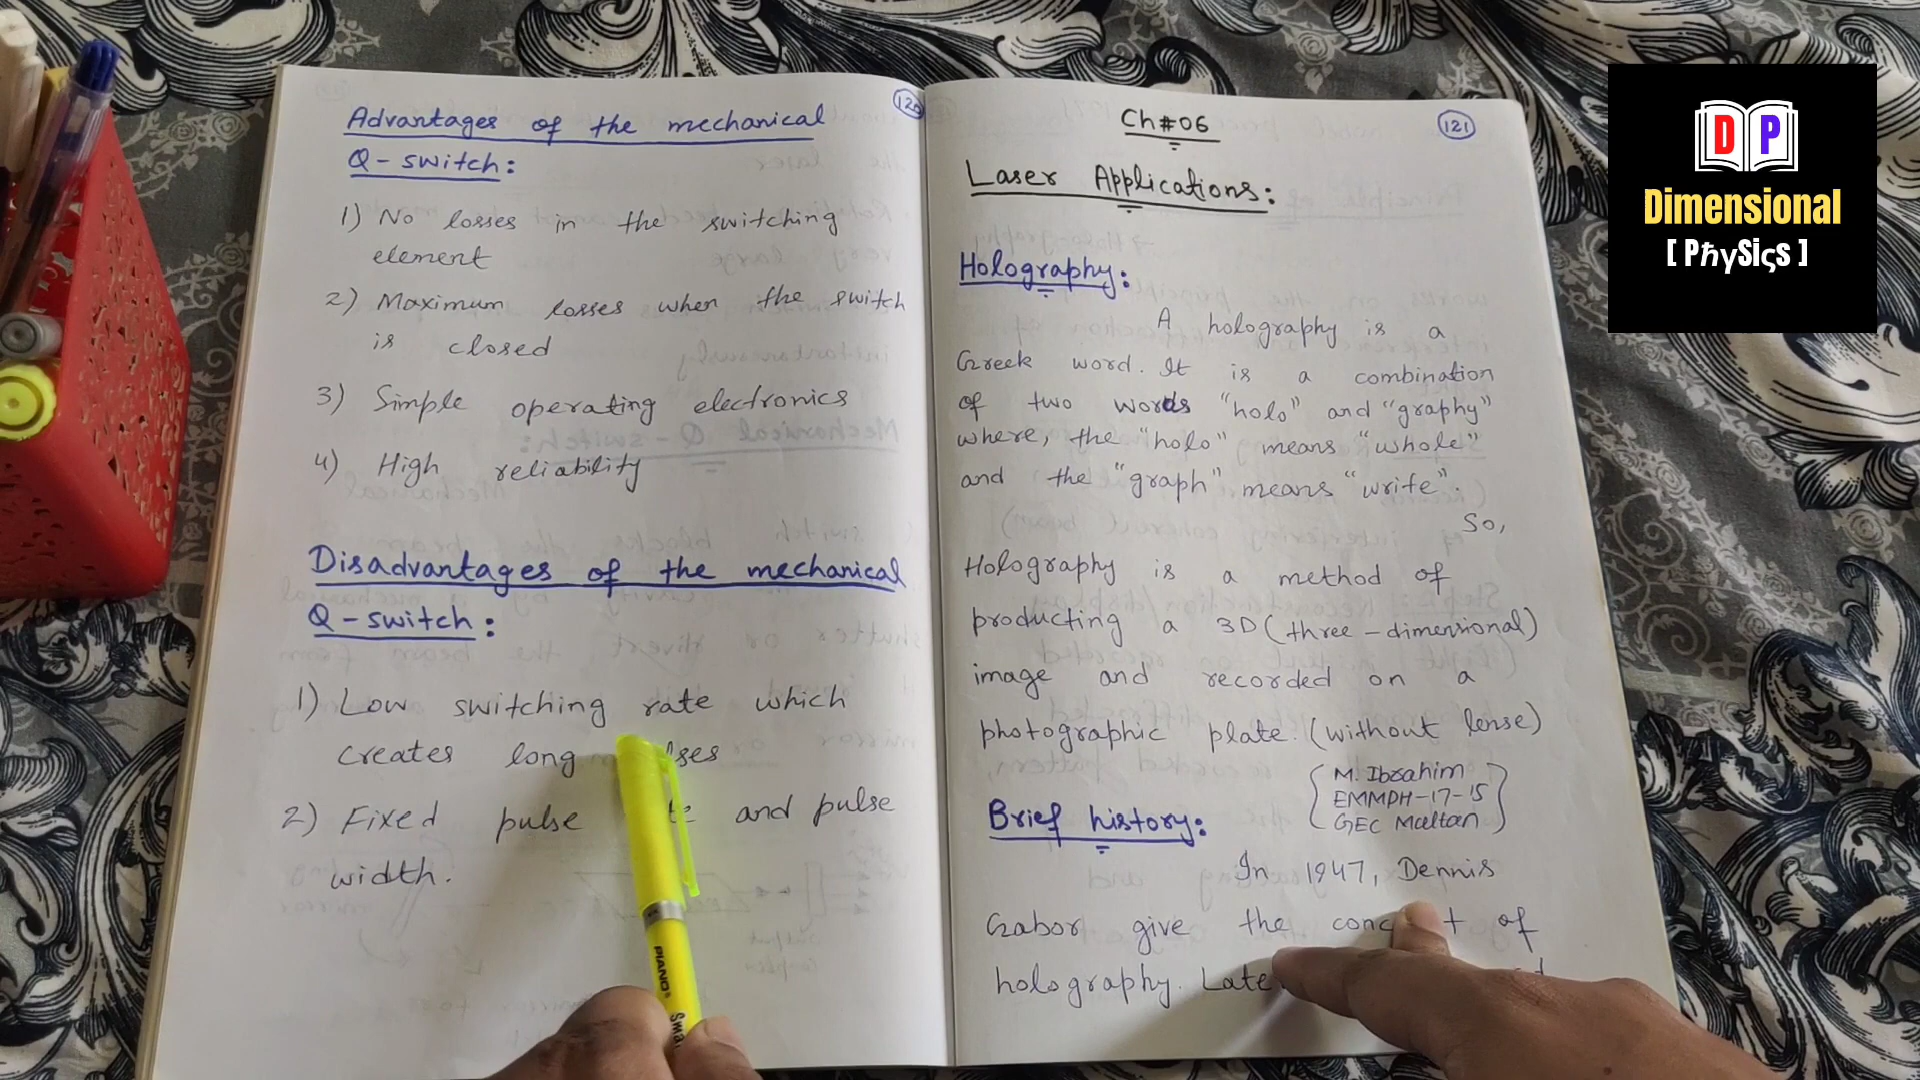 120
Advantages of the mechanical
Q-switch:
1) No losses in the switching
element
2) Maximum losses when the switch
is closed
3) Simple operating electronics
4) High reliability
Disadvantages of the mechanical
Q-switch:
1) Low switching rate which
creates long
2) Fixed pulse and pulse
width.
121
Ch#06
Laser Applications:
Holography:
A holography is a
Greek word. It is a combination
of two words "holo" and "graphy"
where, the "holo" means "whole"
and the "graph" means "write".
So,
Holography is a method of
producting a 3D (three-dimensional)
image and recorded on a
photographic plate. (without lense)
M. Ibrahim
EMMPH-17-15
GEC Multan
Brief history:
In 1947, Dennis
Gabor give the of
holography.
DP
Dimensional
[PℏγSiςs]
PIANO